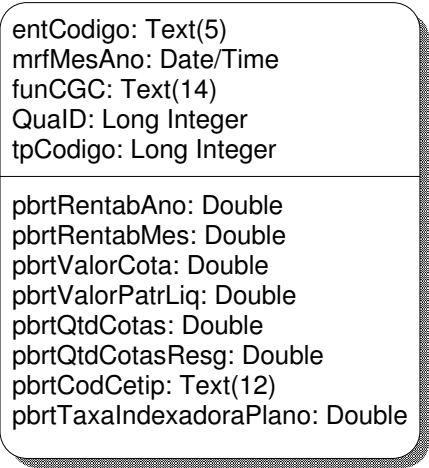 entCodigo: Text(5)
mrfMesAno: Date/Time
funCGC: Text(14)
QuaID: Long Integer
tpCodigo: Long Integer
pbrtRentabAno: Double
pbrtRentabMes: Double
pbrtValorCota: Double
pbrtValorPatrLiq: Double
pbrtQtdCotas: Double
pbrtQtdCotasResg: Double
pbrtCodCetip: Text(12)
pbrtTaxaIndexadoraPlano: Double